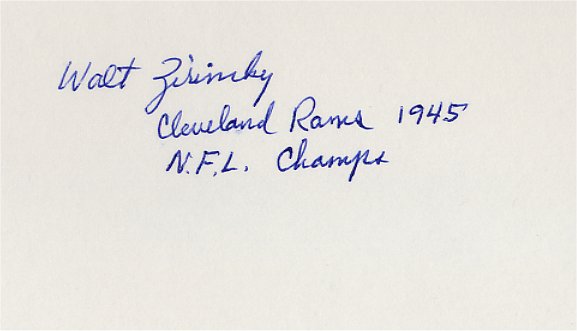 Walt Zirinsky
Cleveland Rams 1945
N.F.L. Champs